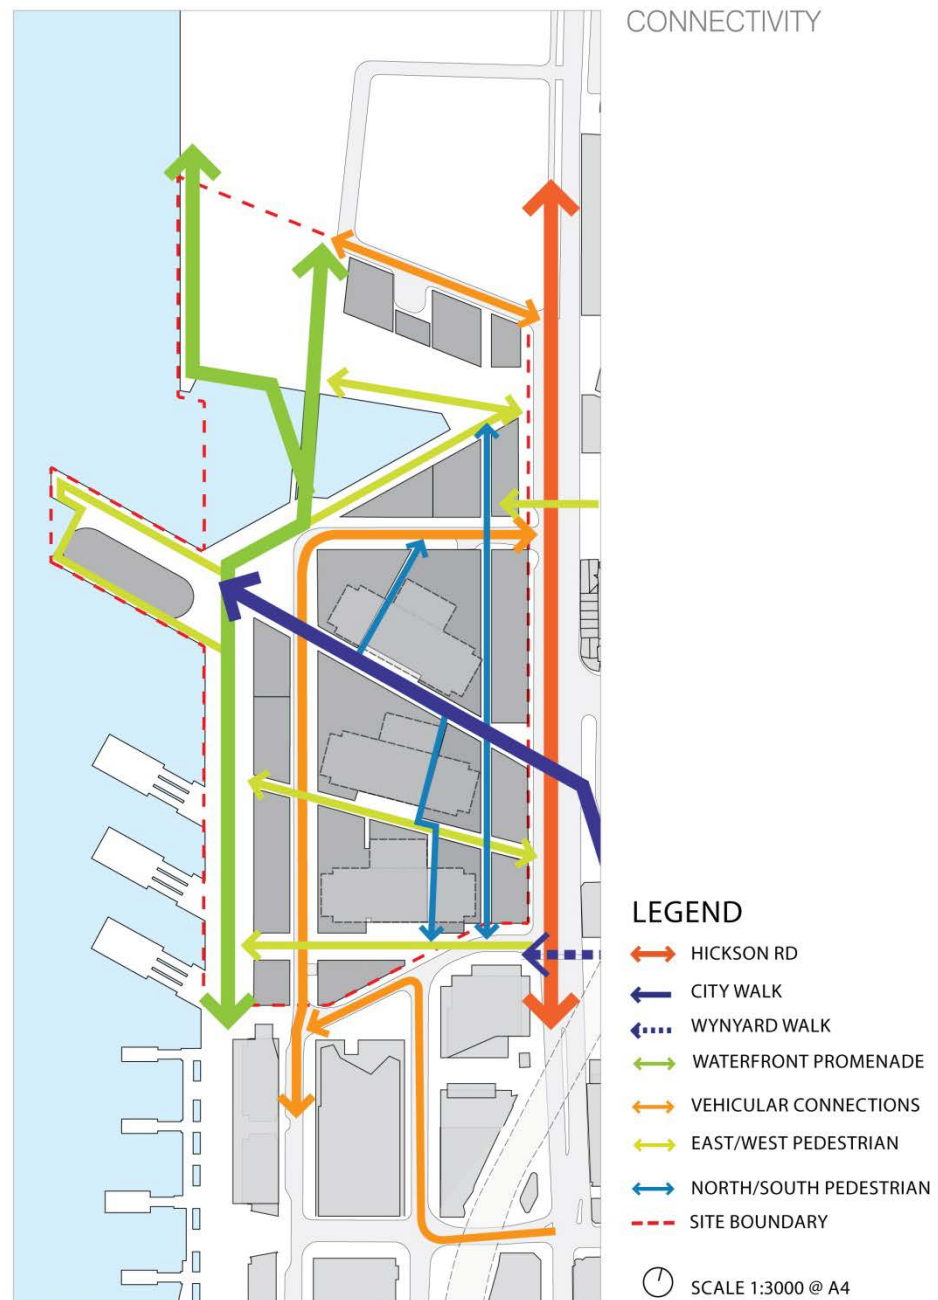 CONNECTIVITY
LEGEND
HICKSON RD
CITY WALK
WYNYARD WALK
WATERFRONT PROMENADE
VEHICULAR CONNECTIONS
EAST/WEST PEDESTRIAN
NORTH/SOUTH PEDESTRIAN
SITE BOUNDARY
SCALE 1:3000 @ A4